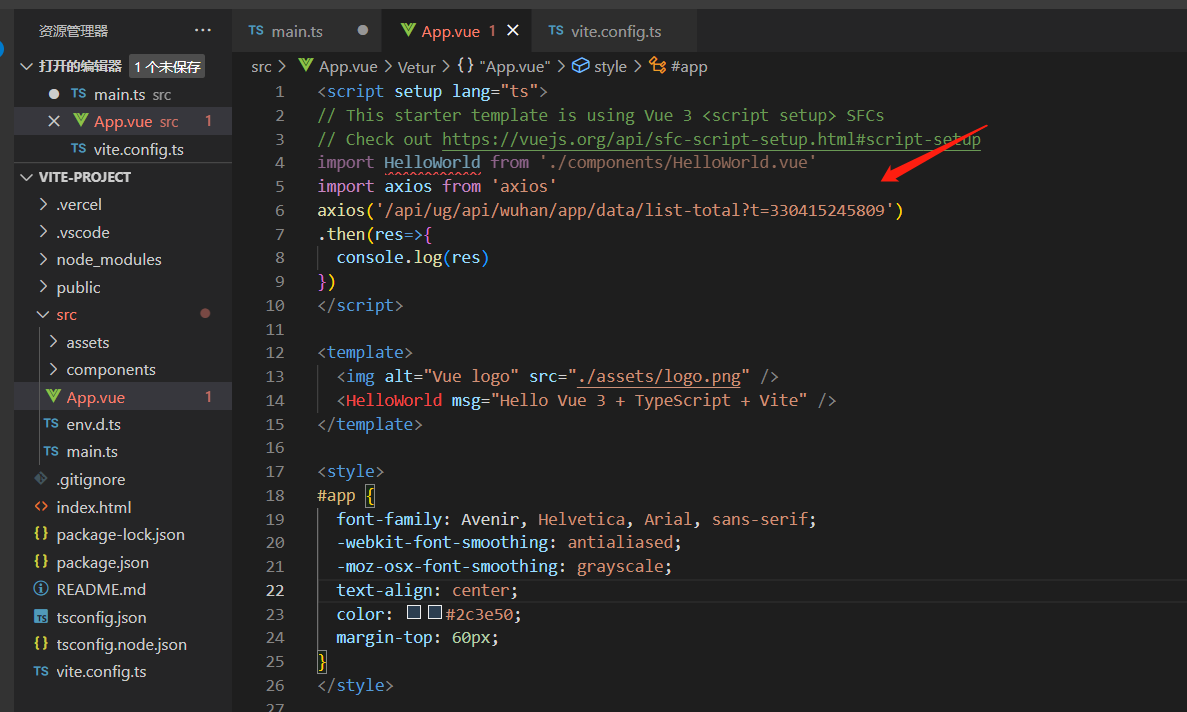 资源管理器 ···
打开的编辑器 1 个未保存
TS main.ts src
App.vue src 1
TS vite.config.ts
VITE-PROJECT
.vercel
.vscode
node_modules
public
src
assets
components
App.vue 1
TS env.d.ts
TS main.ts
.gitignore
<> index.html
{} package-lock.json
{} package.json
README.md
TS tsconfig.json
{} tsconfig.node.json
TS vite.config.ts
TS main.ts
App.vue 1
TS vite.config.ts
src > App.vue > Vetur > {} "App.vue" > style > #app
1 <script setup lang="ts">
2 // This starter template is using Vue 3 <script setup> SFCs
3 // Check out https://vuejs.org/api/sfc-script-setup.html#script-setup
4 import HelloWorld from './components/HelloWorld.vue'
5 import axios from 'axios'
6 axios('/api/ug/api/wuhan/app/data/list-total?t=330415245809')
7 .then(res=>{
8 console.log(res)
9 })
10 </script>
11
12 <template>
13 <img alt="Vue logo" src="./assets/logo.png" />
14 <HelloWorld msg="Hello Vue 3 + TypeScript + Vite" />
15 </template>
16
17 <style>
18 #app {
19 font-family: Avenir, Helvetica, Arial, sans-serif;
20 -webkit-font-smoothing: antialiased;
21 -moz-osx-font-smoothing: grayscale;
22 text-align: center;
23 color: #2c3e50;
24 margin-top: 60px;
25 }
26 </style>
27